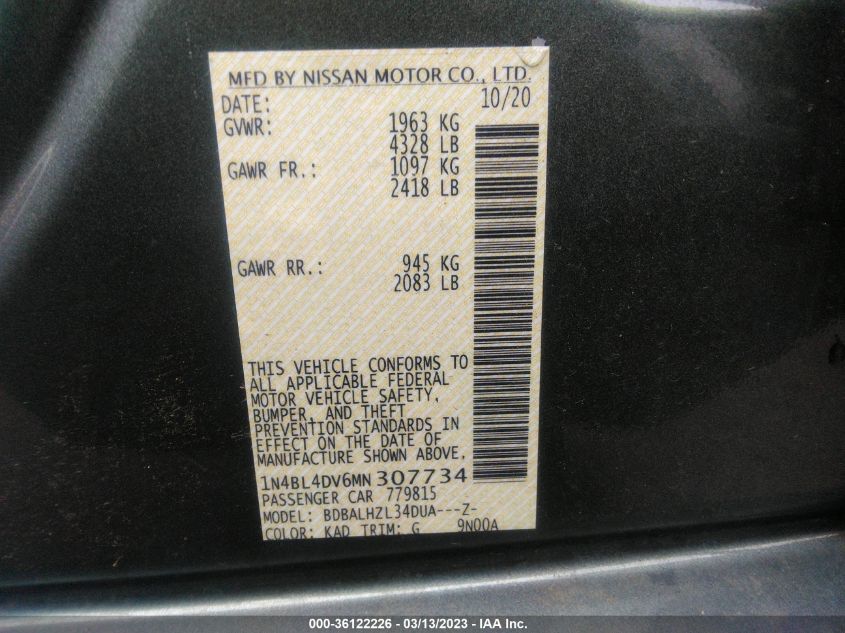 MFD BY NISSAN MOTOR CO., LTD.
DATE: 10/20
GVWR: 1963 KG
4328 LB
GAWR FR.: 1097 KG
2418 LB
GAWR RR.: 945 KG
2083 LB
THIS VEHICLE CONFORMS TO
ALL APPLICABLE FEDERAL
MOTOR VEHICLE SAFETY,
BUMPER, AND THEFT
PREVENTION STANDARDS IN
EFFECT ON THE DATE OF
MANUFACTURE SHOWN ABOVE.
1N4BL4DV6MN 307734
PASSENGER CAR 779815
MODEL: BDBALHZL34DUA---Z-
COLOR: KAD TRIM: G 9N00A
000-36122226 - 03/13/2023 - IAA Inc.